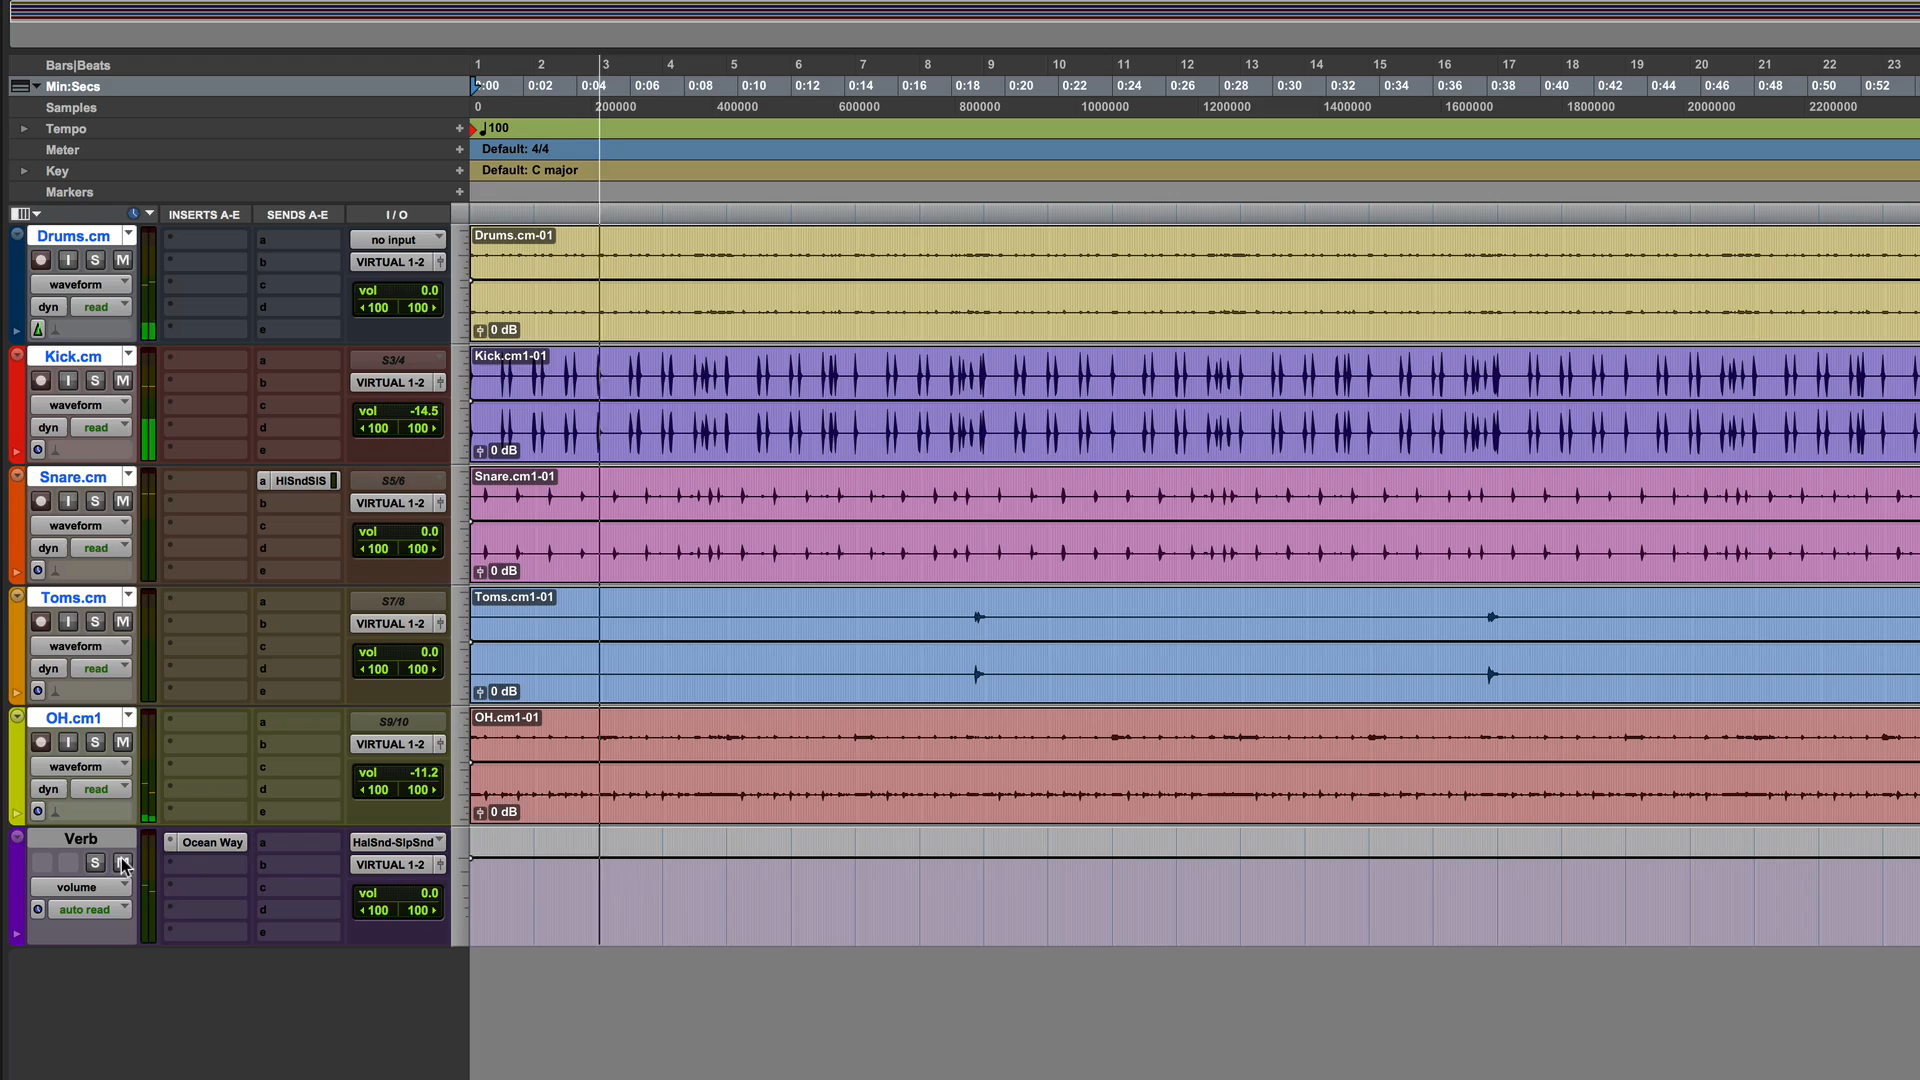 Bars|Beats 1 2 3 4 5 6 7 8 9 10 11 12 13 14 15 16 17 18 19 20 21 22 23
Min:Secs :00 0:02 0:04 0:06 0:08 0:10 0:12 0:14 0:16 0:18 0:20 0:22 0:24 0:26 0:28 0:30 0:32 0:34 0:36 0:38 0:40 0:42 0:44 0:46 0:48 0:50 0:52
Samples 0 200000 400000 600000 800000 1000000 1200000 1400000 1600000 1800000 2000000 2200000
Tempo + 100
Meter + Default: 4/4
Key + Default: C major
Markers +
INSERTS A-E SENDS A-E I / O
Drums.cm a no input Drums.cm-01
I S M b VIRTUAL 1-2
waveform c vol 0.0
dyn read d 100 100
e 0 dB
Kick.cm a S3/4 Kick.cm1-01
I S M b VIRTUAL 1-2
waveform c vol -14.5
dyn read d 100 100
e 0 dB
Snare.cm a HlSndSlS S5/6 Snare.cm1-01
I S M b VIRTUAL 1-2
waveform c vol 0.0
dyn read d 100 100
e 0 dB
Toms.cm a S7/8 Toms.cm1-01
I S M b VIRTUAL 1-2
waveform c vol 0.0
dyn read d 100 100
e 0 dB
OH.cm1 a S9/10 OH.cm1-01
I S M b VIRTUAL 1-2
waveform c vol -11.2
dyn read d 100 100
e 0 dB
Verb Ocean Way a HalSnd-SlpSnd
S M b VIRTUAL 1-2
volume c vol 0.0
auto read d 100 100
e